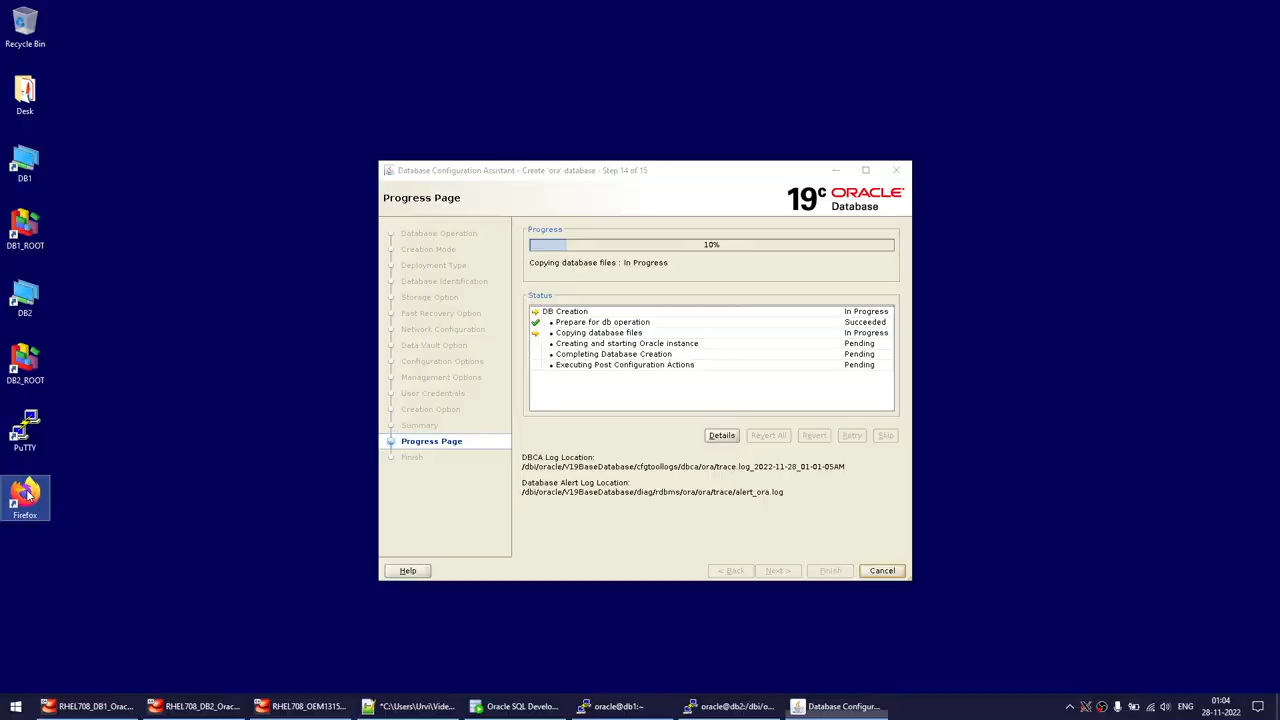 Recycle Bin
Desk
DB1
DB1_ROOT
DB2
DB2_ROOT
PuTTY
Firefox
Database Configuration Assistant - Create 'ora' database - Step 14 of 15
Progress Page
19c ORACLE
Database
Database Operation
Creation Mode
Deployment Type
Database Identification
Storage Option
Fast Recovery Option
Network Configuration
Data Vault Option
Configuration Options
Management Options
User Credentials
Creation Option
Summary
Progress Page
Finish
Progress
10%
Copying database files : In Progress
Status
DB Creation In Progress
• Prepare for db operation Succeeded
• Copying database files In Progress
• Creating and starting Oracle instance Pending
• Completing Database Creation Pending
• Executing Post Configuration Actions Pending
Details Revert All Revert Retry Skip
DBCA Log Location:
/dbi/oracle/V19BaseDatabase/cfgtoollogs/dbca/ora/trace.log_2022-11-28_01-01-05AM
Database Alert Log Location:
/dbi/oracle/V19BaseDatabase/diag/rdbms/ora/ora/trace/alert_ora.log
Help < Back Next > Finish Cancel
RHEL708_DB1_Orac... RHEL708_DB2_Orac... RHEL708_OEM1315... *C:\Users\Urvi\Vide... Oracle SQL Develo... oracle@db1:~ oracle@db2:/dbi/o... Database Configur...
01:04
28-11-2022